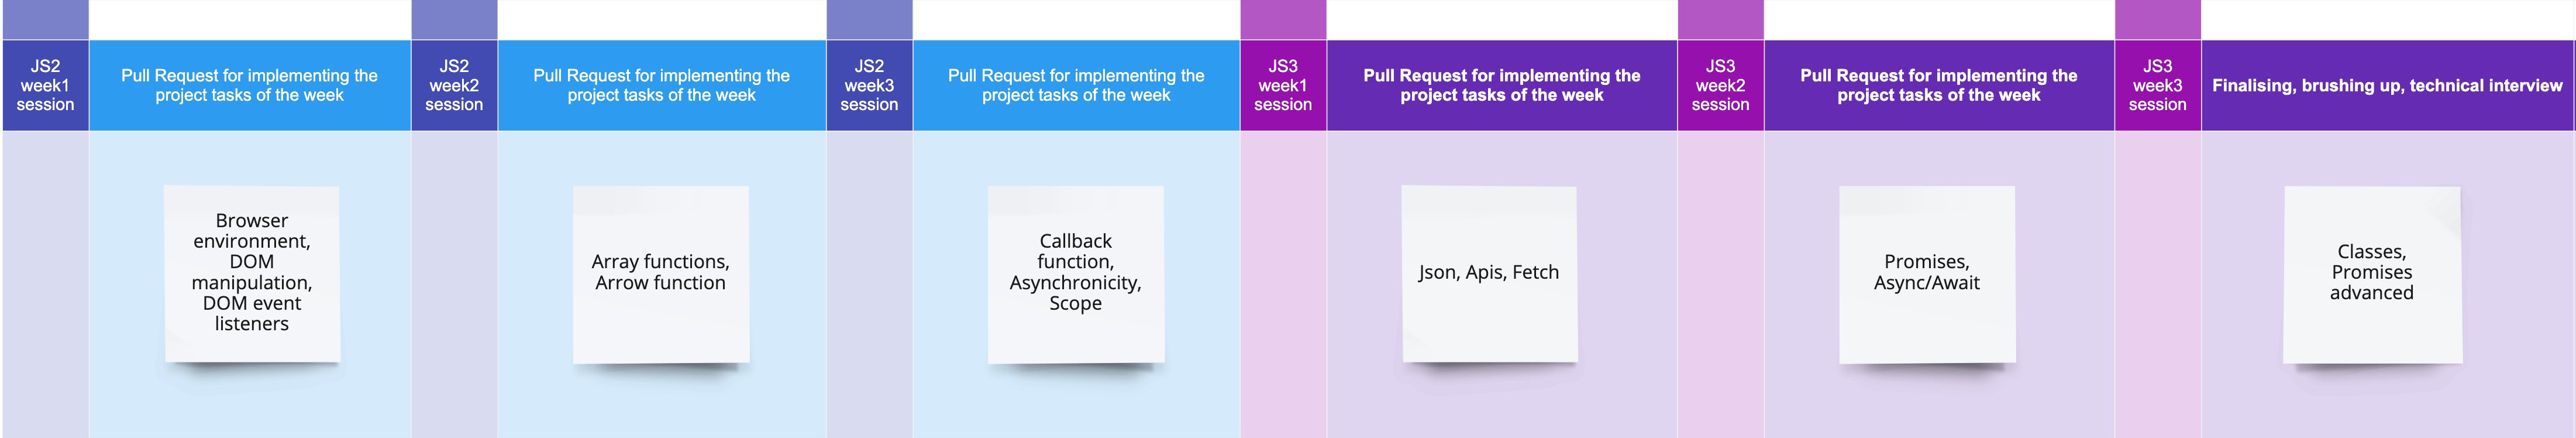 JS2
week1
session
Pull Request for implementing the
project tasks of the week
JS2
week2
session
Pull Request for implementing the
project tasks of the week
JS2
week3
session
Pull Request for implementing the
project tasks of the week
JS3
week1
session
Pull Request for implementing the
project tasks of the week
JS3
week2
session
Pull Request for implementing the
project tasks of the week
JS3
week3
session
Finalising, brushing up, technical interview
Browser
environment,
DOM
manipulation,
DOM event
listeners
Array functions,
Arrow function
Callback
function,
Asynchronicity,
Scope
Json, Apis, Fetch
Promises,
Async/Await
Classes,
Promises
advanced